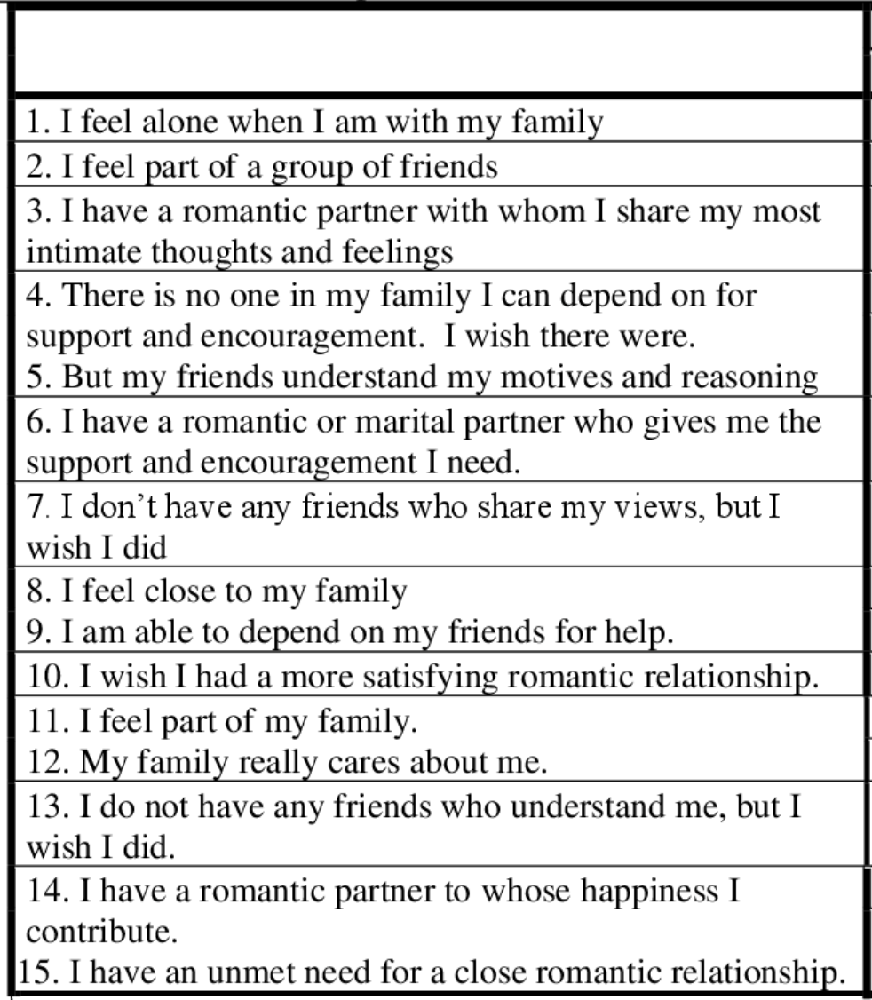 1. I feel alone when I am with my family
2. I feel part of a group of friends
3. I have a romantic partner with whom I share my most
intimate thoughts and feelings
4. There is no one in my family I can depend on for
support and encouragement.  I wish there were.
5. But my friends understand my motives and reasoning
6. I have a romantic or marital partner who gives me the
support and encouragement I need.
7. I don’t have any friends who share my views, but I
wish I did
8. I feel close to my family
9. I am able to depend on my friends for help.
10. I wish I had a more satisfying romantic relationship.
11. I feel part of my family.
12. My family really cares about me.
13. I do not have any friends who understand me, but I
wish I did.
14. I have a romantic partner to whose happiness I
contribute.
15. I have an unmet need for a close romantic relationship.